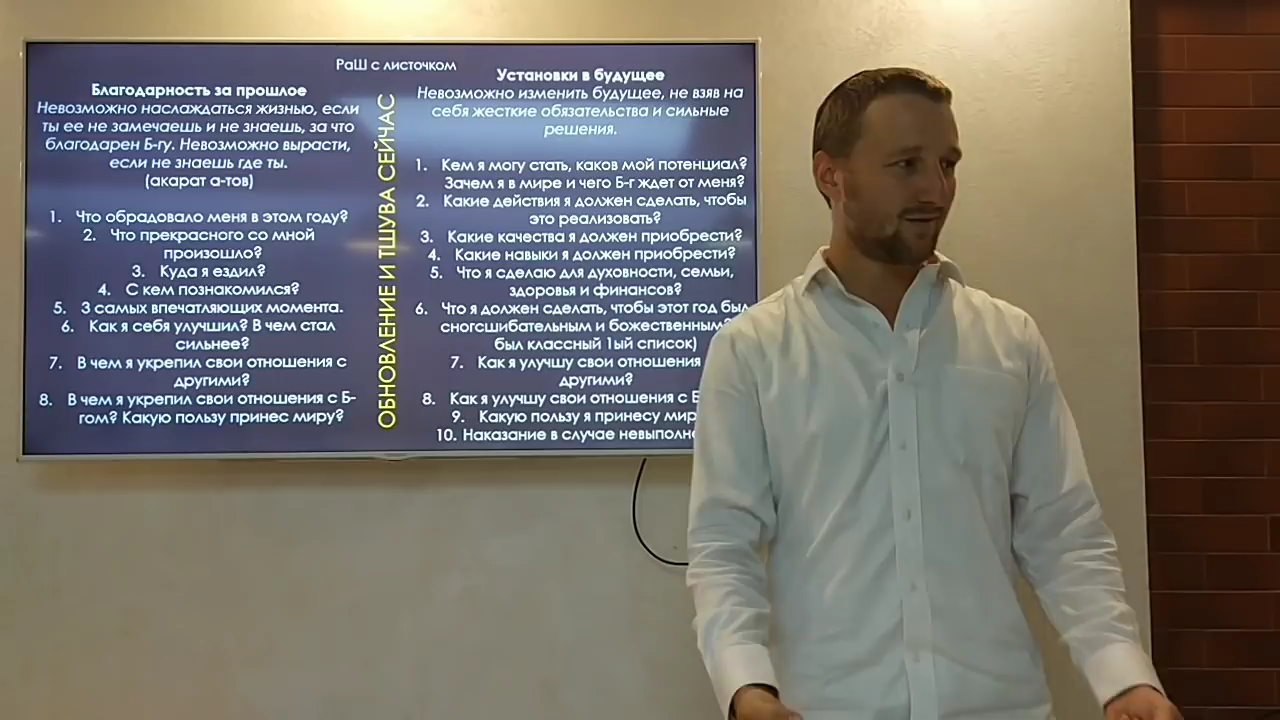 РаШ с листочком
Благодарность за прошлое
Невозможно наслаждаться жизнью, если
ты ее не замечаешь и не знаешь, за что
благодарен Б-гу. Невозможно вырасти,
если не знаешь где ты.
(акарат а-тов)
1. Что обрадовало меня в этом году?
2. Что прекрасного со мной
произошло?
3. Куда я ездил?
4. С кем познакомился?
5. 3 самых впечатляющих момента.
6. Как я себя улучшил? В чем стал
сильнее?
7. В чем я укрепил свои отношения с
другими?
8. В чем я укрепил свои отношения с Б-
гом? Какую пользу принес миру?
ОБНОВЛЕНИЕ И ТШУВА СЕЙЧАС
Установки в будущее
Невозможно изменить будущее, не взяв на
себя жесткие обязательства и сильные
решения.
1. Кем я могу стать, каков мой потенциал?
Зачем я в мире и чего Б-г ждет от меня?
2. Какие действия я должен сделать, чтобы
это реализовать?
3. Какие качества я должен приобрести?
4. Какие навыки я должен приобрести?
5. Что я сделаю для духовности, семьи,
здоровья и финансов?
6. Что я должен сделать, чтобы этот год был
сногсшибательным и божественным?
был классный 1ый список)
7. Как я улучшу свои отношения
другими?
8. Как я улучшу свои отношения с
9. Какую пользу я принесу
10. Наказание в случае